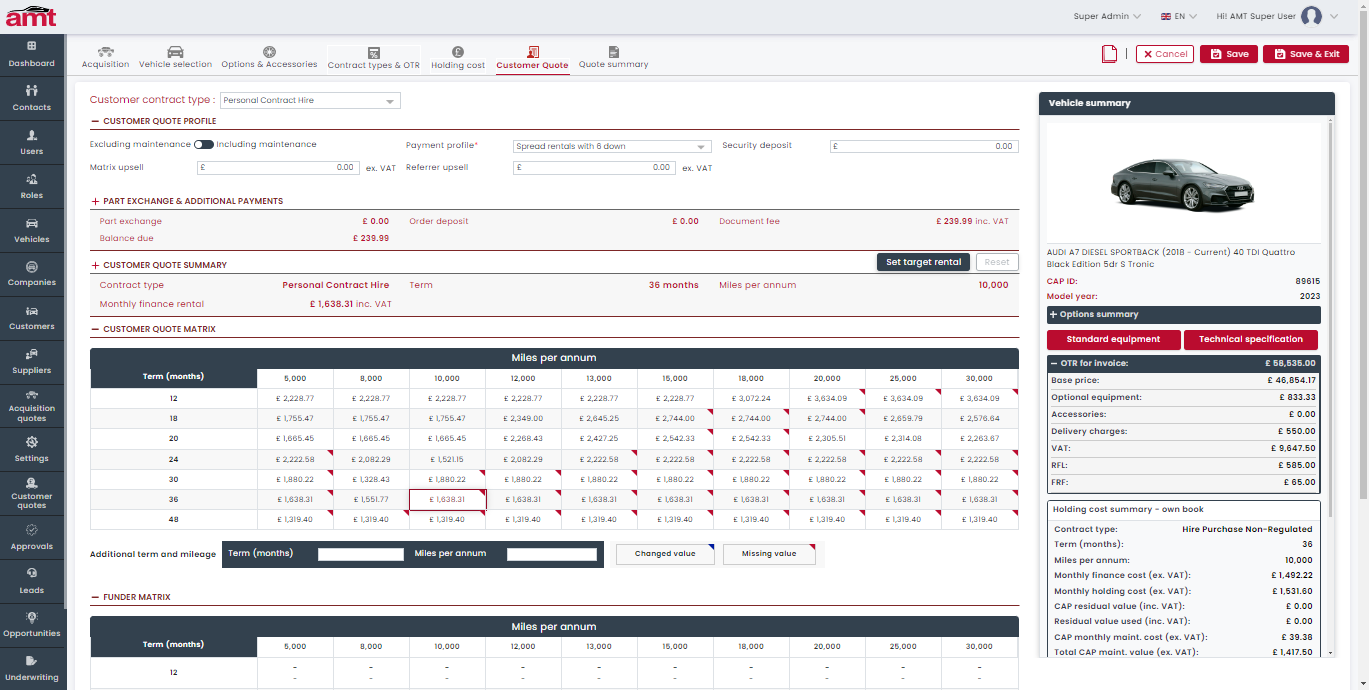 amt
Super Admin
EN
Hi! AMT Super User
Dashboard
Contacts
Users
Roles
Vehicles
Companies
Customers
Suppliers
Acquisition
quotes
Settings
Customer
quotes
Approvals
Leads
Opportunities
Underwriting
Acquisition Vehicle selection Options & Accessories Contract types & OTR Holding cost Customer Quote Quote summary
Cancel Save Save & Exit
Customer contract type : Personal Contract Hire
CUSTOMER QUOTE PROFILE
Excluding maintenance Including maintenance Payment profile* Spread rentals with 6 down Security deposit £ 0.00
Matrix upsell £ 0.00 ex. VAT Referrer upsell £ 0.00 ex. VAT
PART EXCHANGE & ADDITIONAL PAYMENTS
Part exchange £ 0.00 Order deposit £ 0.00 Document fee £ 239.99 inc. VAT
Balance due £ 239.99
CUSTOMER QUOTE SUMMARY Set target rental Reset
Contract type Personal Contract Hire Term 36 months Miles per annum 10,000
Monthly finance rental £ 1,638.31 inc. VAT
CUSTOMER QUOTE MATRIX
Miles per annum
Term (months) 5,000 8,000 10,000 12,000 13,000 15,000 18,000 20,000 25,000 30,000
12 £ 2,228.77 £ 2,228.77 £ 2,228.77 £ 2,228.77 £ 2,228.77 £ 2,228.77 £ 3,072.24 £ 3,634.09 £ 3,634.09 £ 3,634.09
18 £ 1,755.47 £ 1,755.47 £ 1,755.47 £ 2,349.00 £ 2,645.25 £ 2,744.00 £ 2,744.00 £ 2,744.00 £ 2,659.79 £ 2,576.64
20 £ 1,665.45 £ 1,665.45 £ 1,665.45 £ 2,268.43 £ 2,427.25 £ 2,542.33 £ 2,542.33 £ 2,305.51 £ 2,314.08 £ 2,263.67
24 £ 2,222.58 £ 2,082.29 £ 1,521.15 £ 2,082.29 £ 2,222.58 £ 2,222.58 £ 2,222.58 £ 2,222.58 £ 2,222.58 £ 2,222.58
30 £ 1,880.22 £ 1,328.43 £ 1,880.22 £ 1,880.22 £ 1,880.22 £ 1,880.22 £ 1,880.22 £ 1,880.22 £ 1,880.22 £ 1,880.22
36 £ 1,638.31 £ 1,551.77 £ 1,638.31 £ 1,638.31 £ 1,638.31 £ 1,638.31 £ 1,638.31 £ 1,638.31 £ 1,638.31 £ 1,638.31
48 £ 1,319.40 £ 1,319.40 £ 1,319.40 £ 1,319.40 £ 1,319.40 £ 1,319.40 £ 1,319.40 £ 1,319.40 £ 1,319.40 £ 1,319.40
Additional term and mileage Term (months) Miles per annum Changed value Missing value
FUNDER MATRIX
Miles per annum
Term (months) 5,000 8,000 10,000 12,000 13,000 15,000 18,000 20,000 25,000 30,000
12 - - - - - - - - - -
- - - - - - - - - -
Vehicle summary
AUDI A7 DIESEL SPORTBACK (2018 - Current) 40 TDI Quattro
Black Edition 5dr S Tronic
CAP ID: 89615
Model year: 2023
Options summary
Standard equipment Technical specification
OTR for invoice: £ 58,535.00
Base price: £ 46,854.17
Optional equipment: £ 833.33
Accessories: £ 0.00
Delivery charges: £ 550.00
VAT: £ 9,647.50
RFL: £ 585.00
FRF: £ 65.00
Holding cost summary - own book
Contract type: Hire Purchase Non-Regulated
Term (months): 36
Miles per annum: 10,000
Monthly finance cost (ex. VAT): £ 1,492.22
Monthly holding cost (ex. VAT): £ 1,531.60
CAP residual value (inc. VAT): £ 0.00
Residual value used (inc. VAT): £ 0.00
CAP monthly maint. cost (ex. VAT): £ 39.38
Total CAP maint. value (ex. VAT): £ 1,417.50